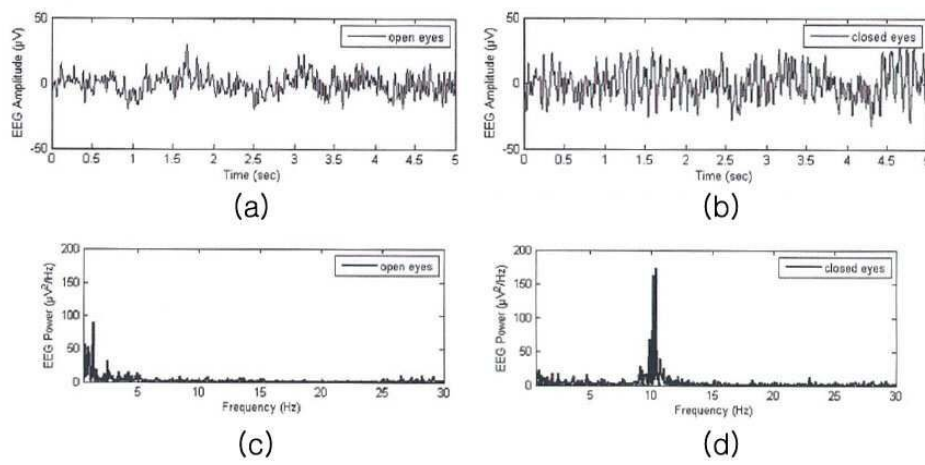 50
0
-50
EEG Amplitude (µV)
open eyes
0 0.5 1 1.5 2 2.5 3 3.5 4 4.5 5
Time (sec)
(a)
50
0
-50
EEG Amplitude (µV)
closed eyes
0 0.5 1 1.5 2 2.5 3 3.5 4 4.5 5
Time (sec)
(b)
200
150
100
50
0
EEG Power (µV²/Hz)
open eyes
5 10 15 20 25 30
Frequency (Hz)
(c)
200
150
100
50
0
EEG Power (µV²/Hz)
closed eyes
5 10 15 20 25 30
Frequency (Hz)
(d)